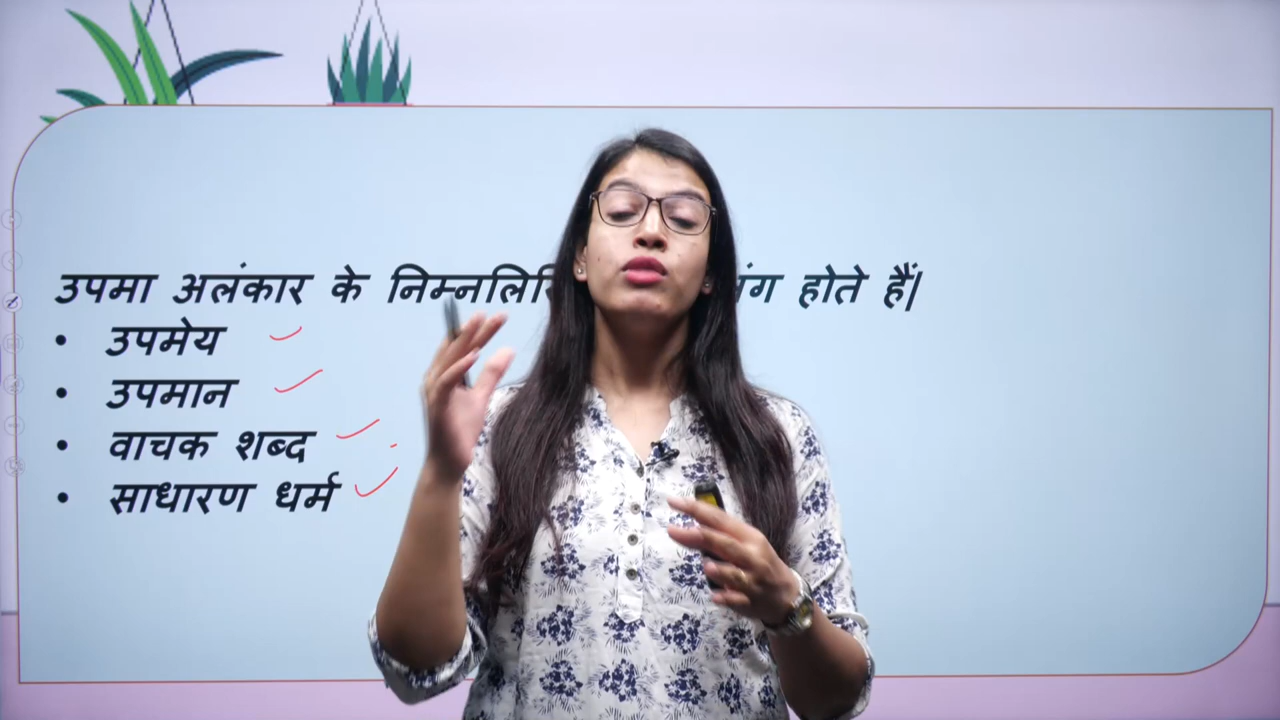 उपमा अलंकार के होते हैं|
• उपमेय
• उपमान
• वाचक शब्द
• साधारण धर्म